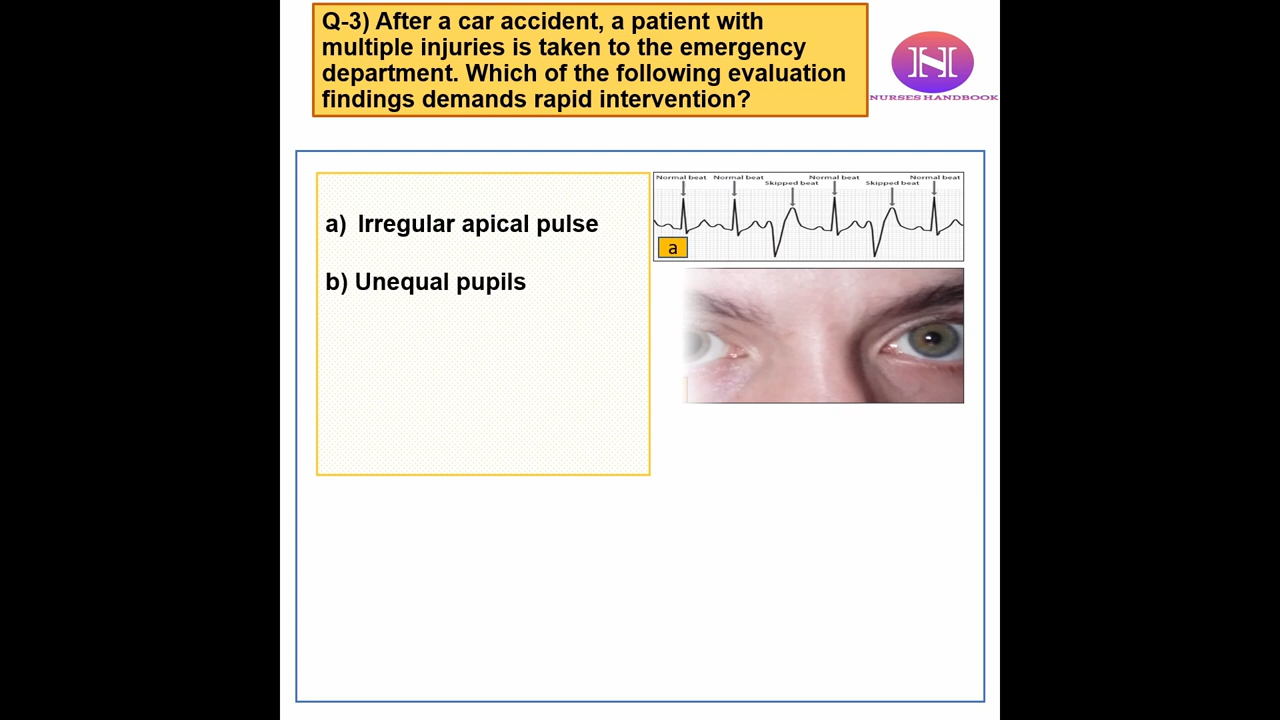 Q-3) After a car accident, a patient with
multiple injuries is taken to the emergency
department. Which of the following evaluation
findings demands rapid intervention?
N
NURSES HANDBOOK
a) Irregular apical pulse
b) Unequal pupils
Normal beat Normal beat Skipped beat Normal beat Skipped beat Normal beat
a